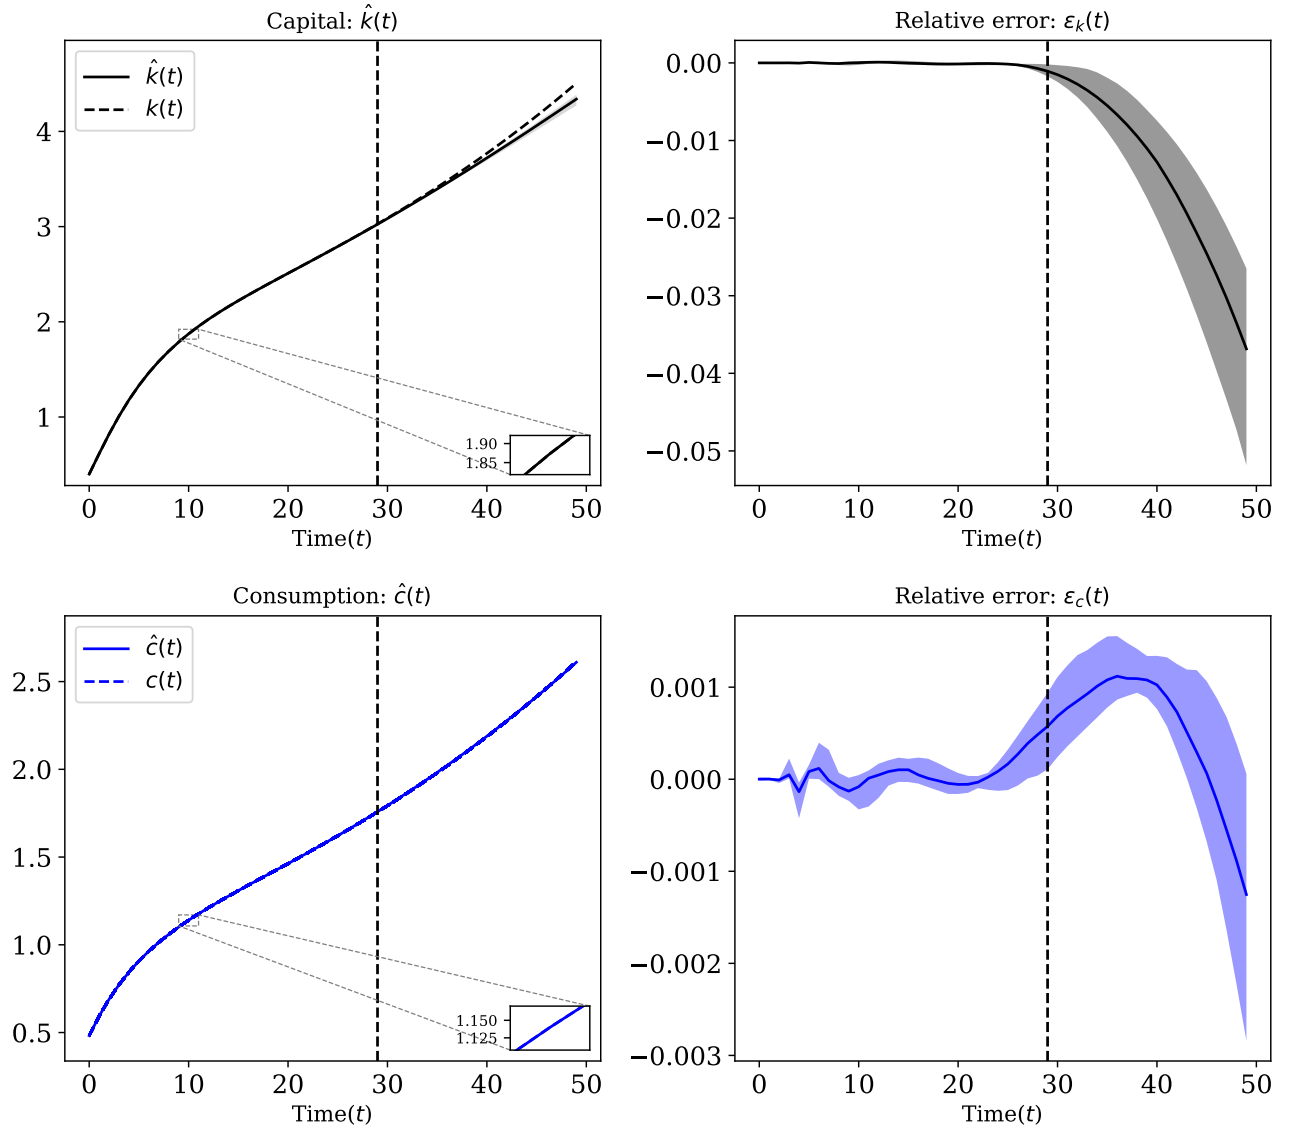 Capital: k̂(t)
k̂(t)
k(t)
4
3
2
1
1.90
1.85
0 10 20 30 40 50
Time(t)
Relative error: ε_k(t)
0.00
−0.01
−0.02
−0.03
−0.04
−0.05
0 10 20 30 40 50
Time(t)
Consumption: ĉ(t)
ĉ(t)
c(t)
2.5
2.0
1.5
1.0
0.5
1.150
1.125
0 10 20 30 40 50
Time(t)
Relative error: ε_c(t)
0.001
0.000
−0.001
−0.002
−0.003
0 10 20 30 40 50
Time(t)